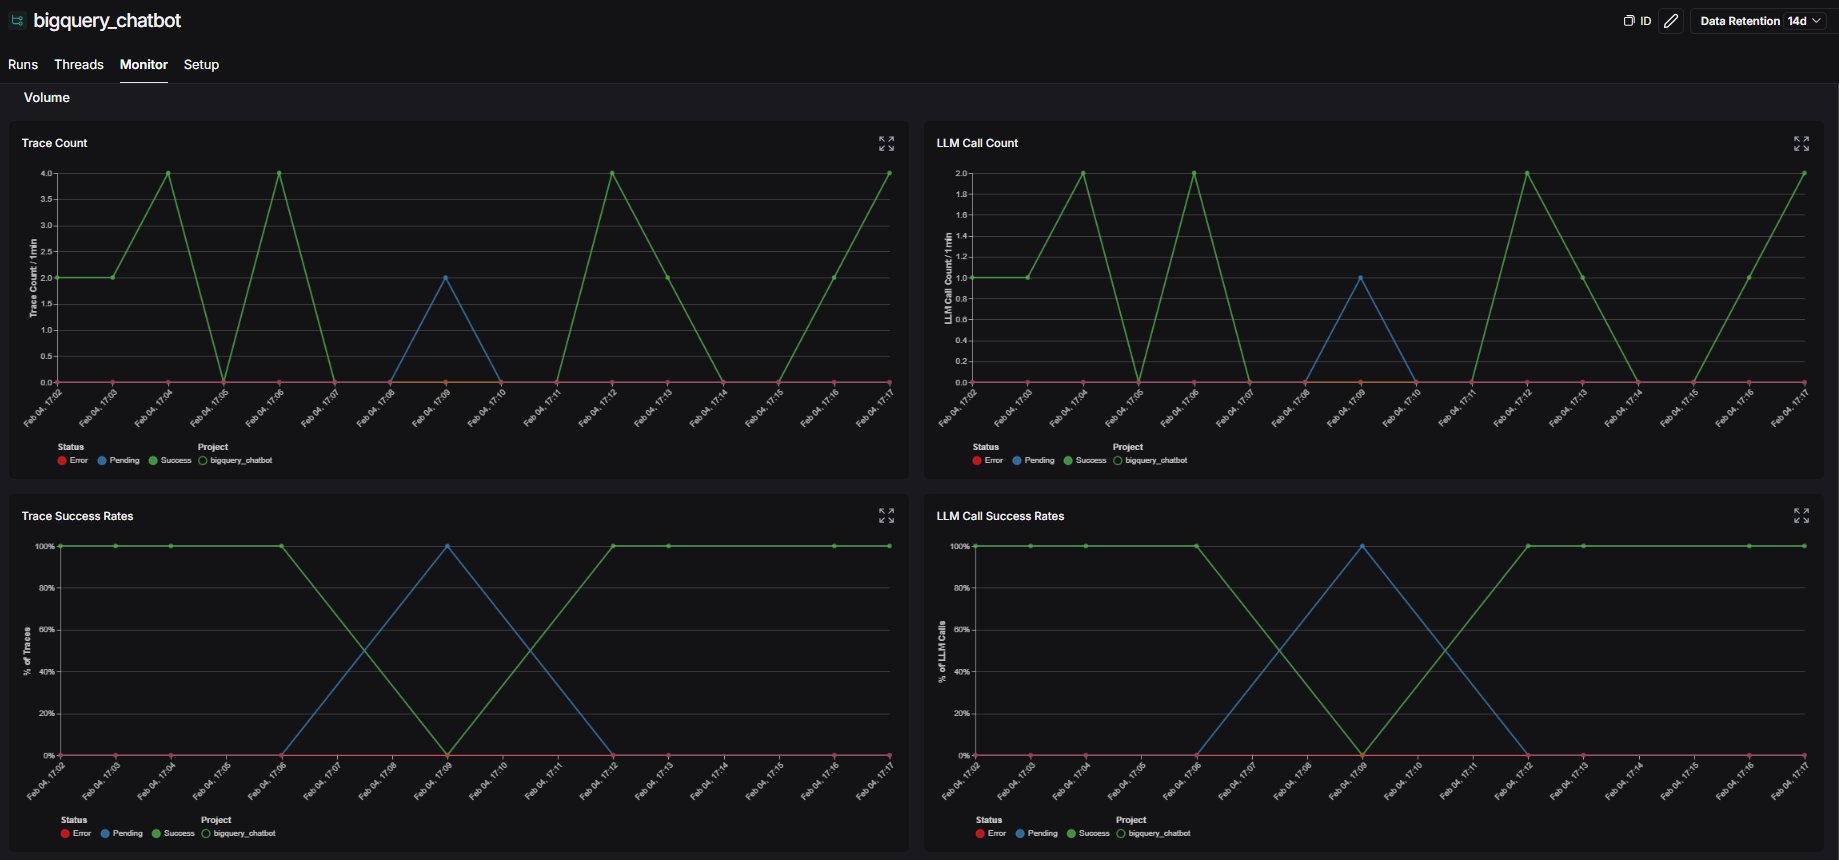 bigquery_chatbot
ID
Data Retention 14d
Runs Threads Monitor Setup
Volume
Trace Count
Trace Count / 1min
4.0
3.5
3.0
2.5
2.0
1.5
1.0
0.5
0.0
Feb 04, 17:02
Feb 04, 17:03
Feb 04, 17:04
Feb 04, 17:05
Feb 04, 17:06
Feb 04, 17:07
Feb 04, 17:08
Feb 04, 17:09
Feb 04, 17:10
Feb 04, 17:11
Feb 04, 17:12
Feb 04, 17:13
Feb 04, 17:14
Feb 04, 17:15
Feb 04, 17:16
Feb 04, 17:17
Status Project
Error Pending Success bigquery_chatbot
LLM Call Count
LLM Call Count / 1min
2.0
1.8
1.6
1.4
1.2
1.0
0.8
0.6
0.4
0.2
0.0
Feb 04, 17:02
Feb 04, 17:03
Feb 04, 17:04
Feb 04, 17:05
Feb 04, 17:06
Feb 04, 17:07
Feb 04, 17:08
Feb 04, 17:09
Feb 04, 17:10
Feb 04, 17:11
Feb 04, 17:12
Feb 04, 17:13
Feb 04, 17:14
Feb 04, 17:15
Feb 04, 17:16
Feb 04, 17:17
Status Project
Error Pending Success bigquery_chatbot
Trace Success Rates
% of Traces
100%
80%
60%
40%
20%
0%
Feb 04, 17:02
Feb 04, 17:03
Feb 04, 17:04
Feb 04, 17:05
Feb 04, 17:06
Feb 04, 17:07
Feb 04, 17:08
Feb 04, 17:09
Feb 04, 17:10
Feb 04, 17:11
Feb 04, 17:12
Feb 04, 17:13
Feb 04, 17:14
Feb 04, 17:15
Feb 04, 17:16
Feb 04, 17:17
Status Project
Error Pending Success bigquery_chatbot
LLM Call Success Rates
% of LLM Calls
100%
80%
60%
40%
20%
0%
Feb 04, 17:02
Feb 04, 17:03
Feb 04, 17:04
Feb 04, 17:05
Feb 04, 17:06
Feb 04, 17:07
Feb 04, 17:08
Feb 04, 17:09
Feb 04, 17:10
Feb 04, 17:11
Feb 04, 17:12
Feb 04, 17:13
Feb 04, 17:14
Feb 04, 17:15
Feb 04, 17:16
Feb 04, 17:17
Status Project
Error Pending Success bigquery_chatbot